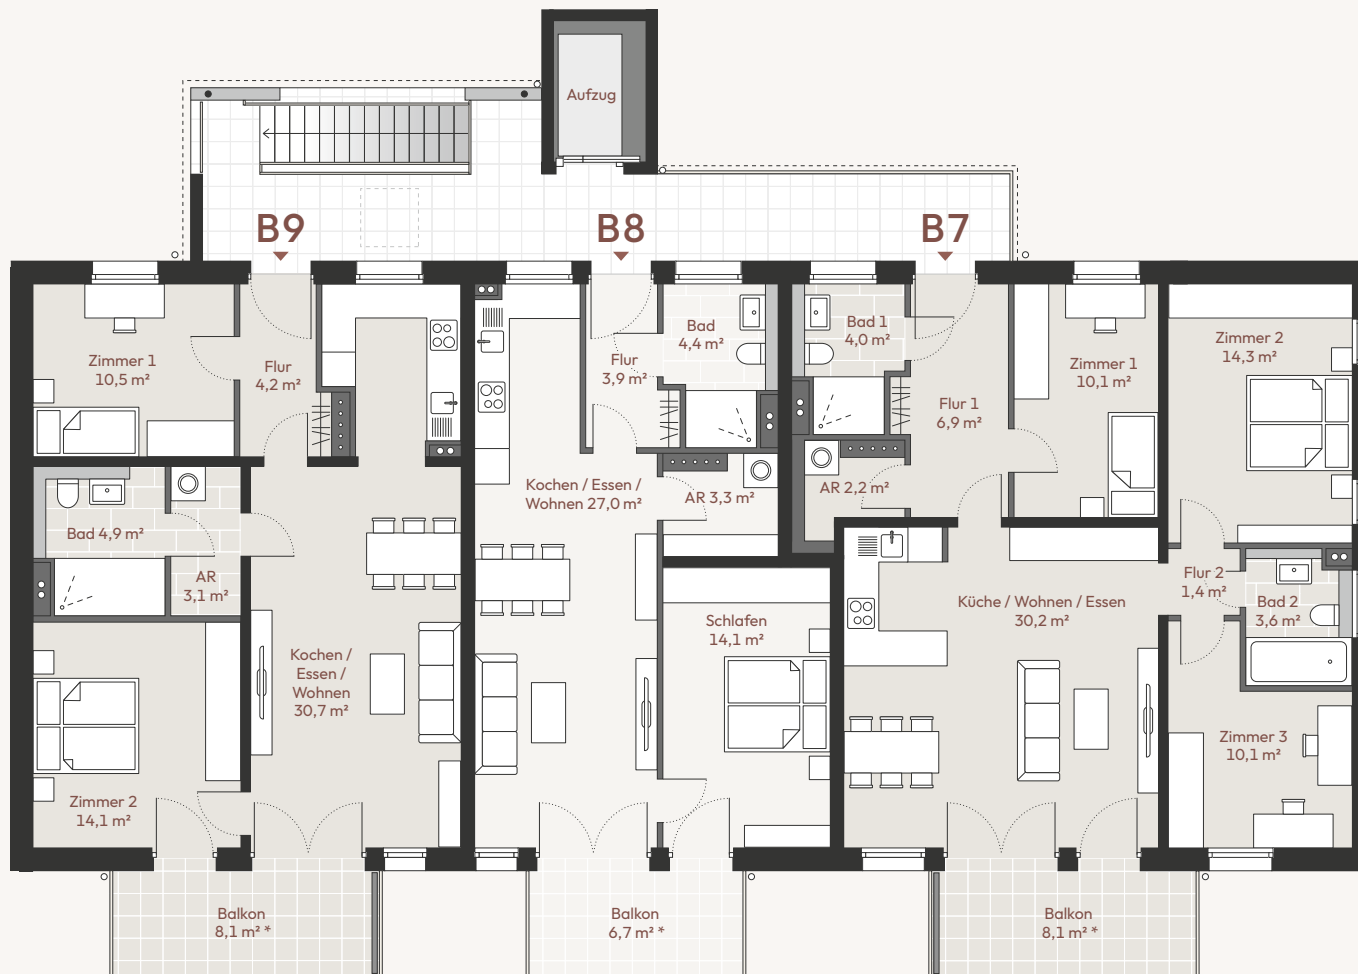 Aufzug
B9
B8
B7
Zimmer 1
10,5 m²
Flur
4,2 m²
Bad 4,9 m²
AR
3,1 m²
Zimmer 2
14,1 m²
Kochen /
Essen /
Wohnen
30,7 m²
Balkon
8,1 m² *
Flur
3,9 m²
Bad
4,4 m²
Kochen / Essen /
Wohnen 27,0 m²
AR 3,3 m²
Schlafen
14,1 m²
Balkon
6,7 m² *
Bad 1
4,0 m²
Flur 1
6,9 m²
Zimmer 1
10,1 m²
Zimmer 2
14,3 m²
AR 2,2 m²
Küche / Wohnen / Essen
30,2 m²
Flur 2
1,4 m²
Bad 2
3,6 m²
Zimmer 3
10,1 m²
Balkon
8,1 m² *